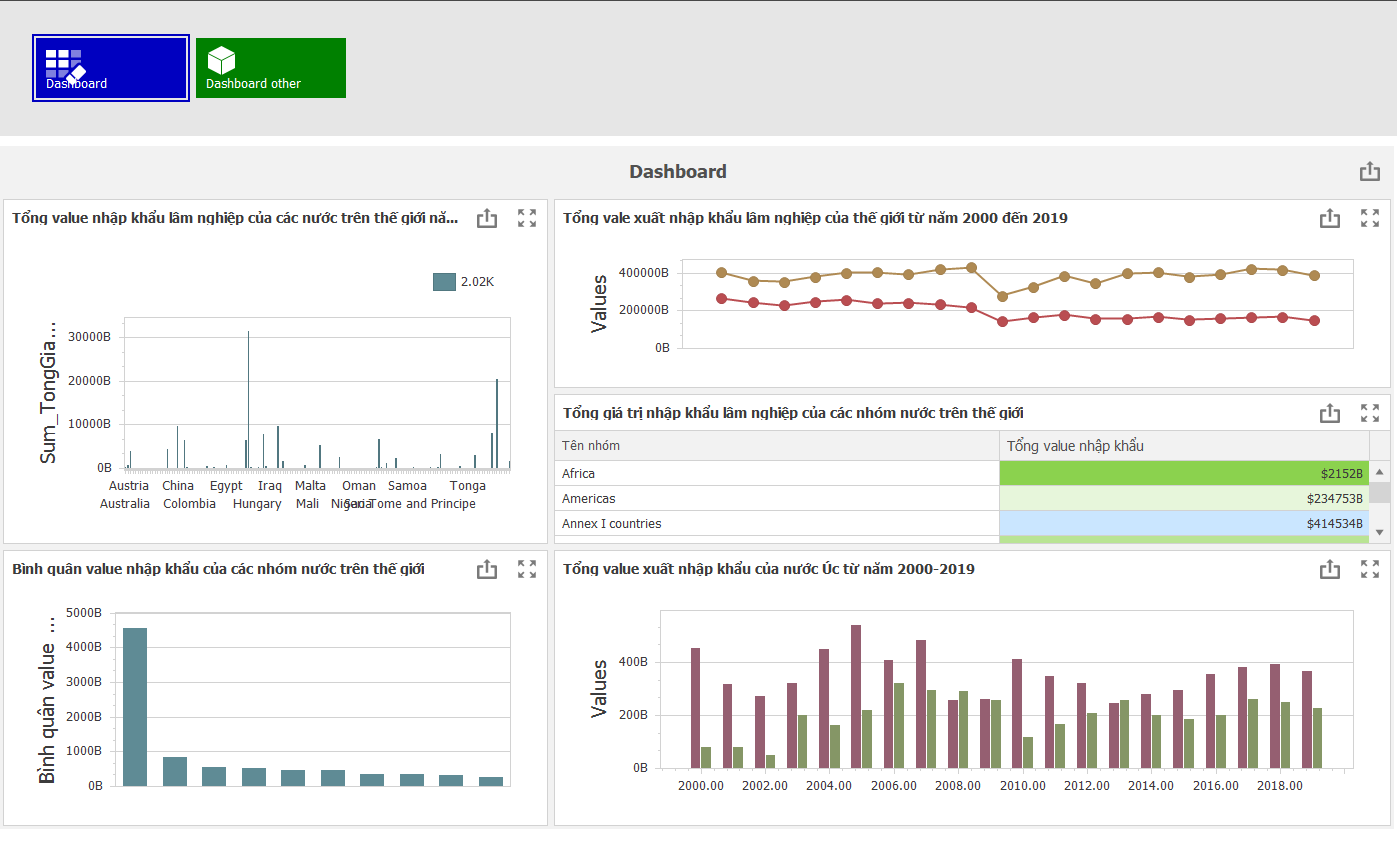 Dashboard
Dashboard other
Dashboard
Tổng value nhập khẩu lâm nghiệp của các nước trên thế giới nă...
2.02K
Sum_TongGia...
30000B
20000B
10000B
0B
Austria China Egypt Iraq Malta Oman Samoa Tonga
Australia Colombia Hungary Mali Nigeria Sao Tome and Principe
Tổng vale xuất nhập khẩu lâm nghiệp của thế giới từ năm 2000 đến 2019
Values
400000B
200000B
0B
Tổng giá trị nhập khẩu lâm nghiệp của các nhóm nước trên thế giới
Tên nhóm Tổng value nhập khẩu
Africa $2152B
Americas $234753B
Annex I countries $414534B
Bình quân value nhập khẩu của các nhóm nước trên thế giới
Bình quân value ...
5000B
4000B
3000B
2000B
1000B
0B
Tổng value xuất nhập khẩu của nước Úc từ năm 2000-2019
Values
400B
200B
0B
2000.00 2002.00 2004.00 2006.00 2008.00 2010.00 2012.00 2014.00 2016.00 2018.00